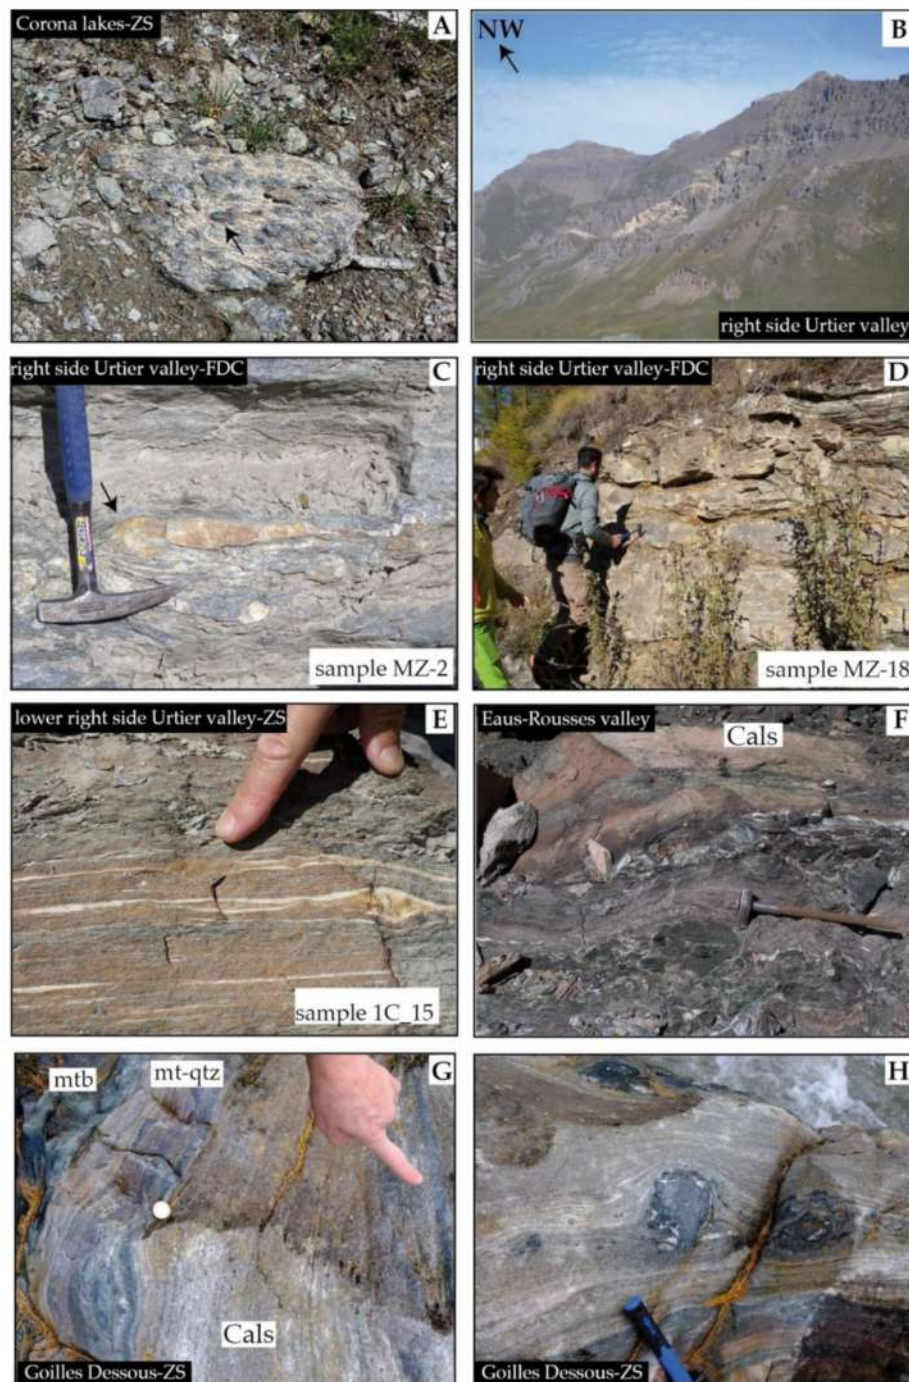 Corona lakes-ZS
A
NW
B
right side Urtier valley
right side Urtier valley-FDC
C
sample MZ-2
right side Urtier valley-FDC
D
sample MZ-18
lower right side Urtier valley-ZS
E
sample 1C_15
Eaus-Rousses valley
F
Cals
mtb
mt-qtz
G
Cals
Goilles Dessous-ZS
H
Goilles Dessous-ZS